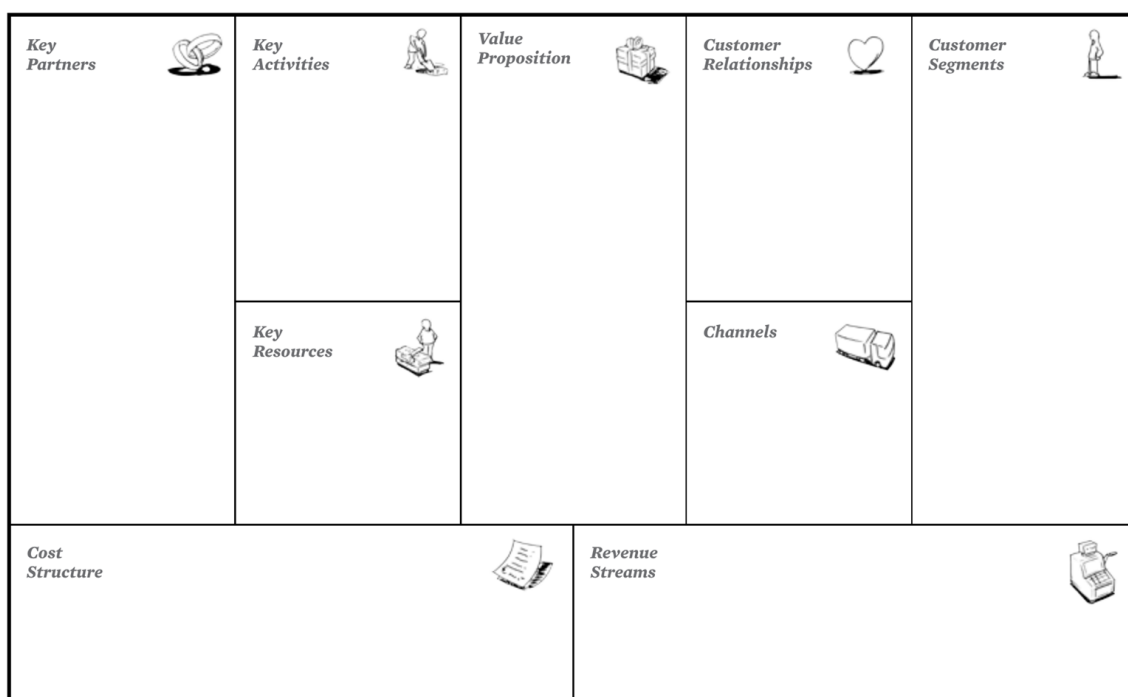 Key
Partners
Key
Activities
Value
Proposition
Customer
Relationships
Customer
Segments
Key
Resources
Channels
Cost
Structure
Revenue
Streams